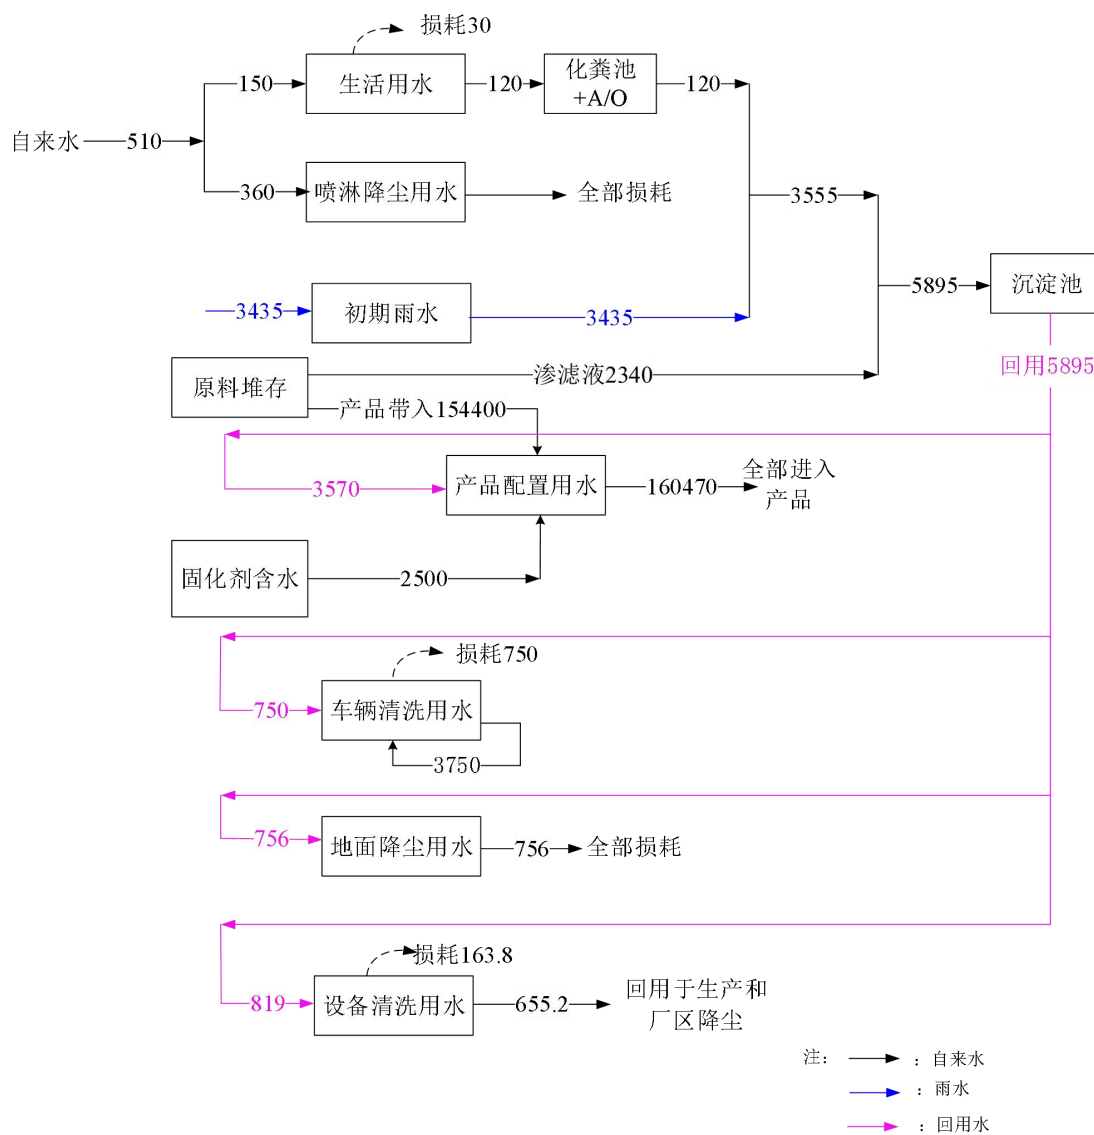 损耗30
150
生活用水
120
化粪池
+A/O
120
自来水
510
360
喷淋降尘用水
全部损耗
3555
5895
沉淀池
3435
初期雨水
3435
回用5895
原料堆存
渗滤液2340
产品带入154400
3570
产品配置用水
160470
全部进入
产品
固化剂含水
2500
损耗750
750
车辆清洗用水
3750
756
地面降尘用水
756
全部损耗
损耗163.8
819
设备清洗用水
655.2
回用于生产和
厂区降尘
注：
：自来水
：雨水
：回用水